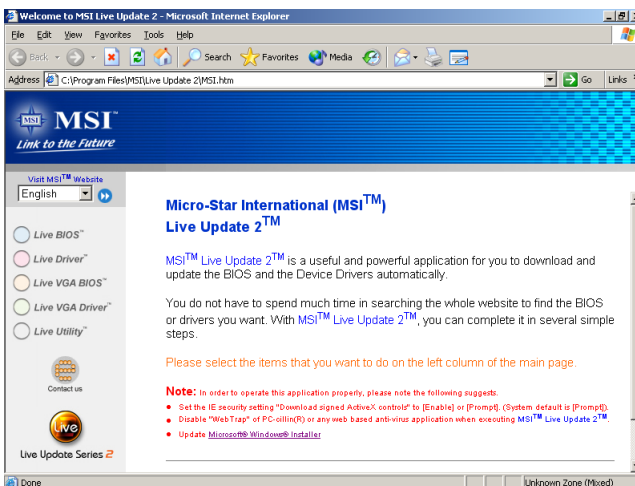 Welcome to MSI Live Update 2 - Microsoft Internet Explorer
File Edit View Favorites Tools Help
Back Search Favorites Media
Address C:\Program Files\MSI\Live Update 2\MSI.htm Go Links
MSI
MSI™
Link to the Future
Visit MSI™ Website
English
Live BIOS™
Live Driver™
Live VGA BIOS™
Live VGA Driver™
Live Utility™
Contact us
Live
Live Update Series 2
Micro-Star International (MSI™)
Live Update 2™
MSI™ Live Update 2™ is a useful and powerful application for you to download and
update the BIOS and the Device Drivers automatically.
You do not have to spend much time in searching the whole website to find the BIOS
or drivers you want. With MSI™ Live Update 2™, you can complete it in several simple
steps.
Please select the items that you want to do on the left column of the main page.
Note: In order to operate this application properly, please note the following suggests.
• Set the IE security setting "Download signed ActiveX controls" to [Enable] or [Prompt]. (System default is [Prompt]).
• Disable "WebTrap" of PC-cillin(R) or any web based anti-virus application when executing MSI™ Live Update 2™.
• Update Microsoft® Windows® Installer
Done Unknown Zone (Mixed)